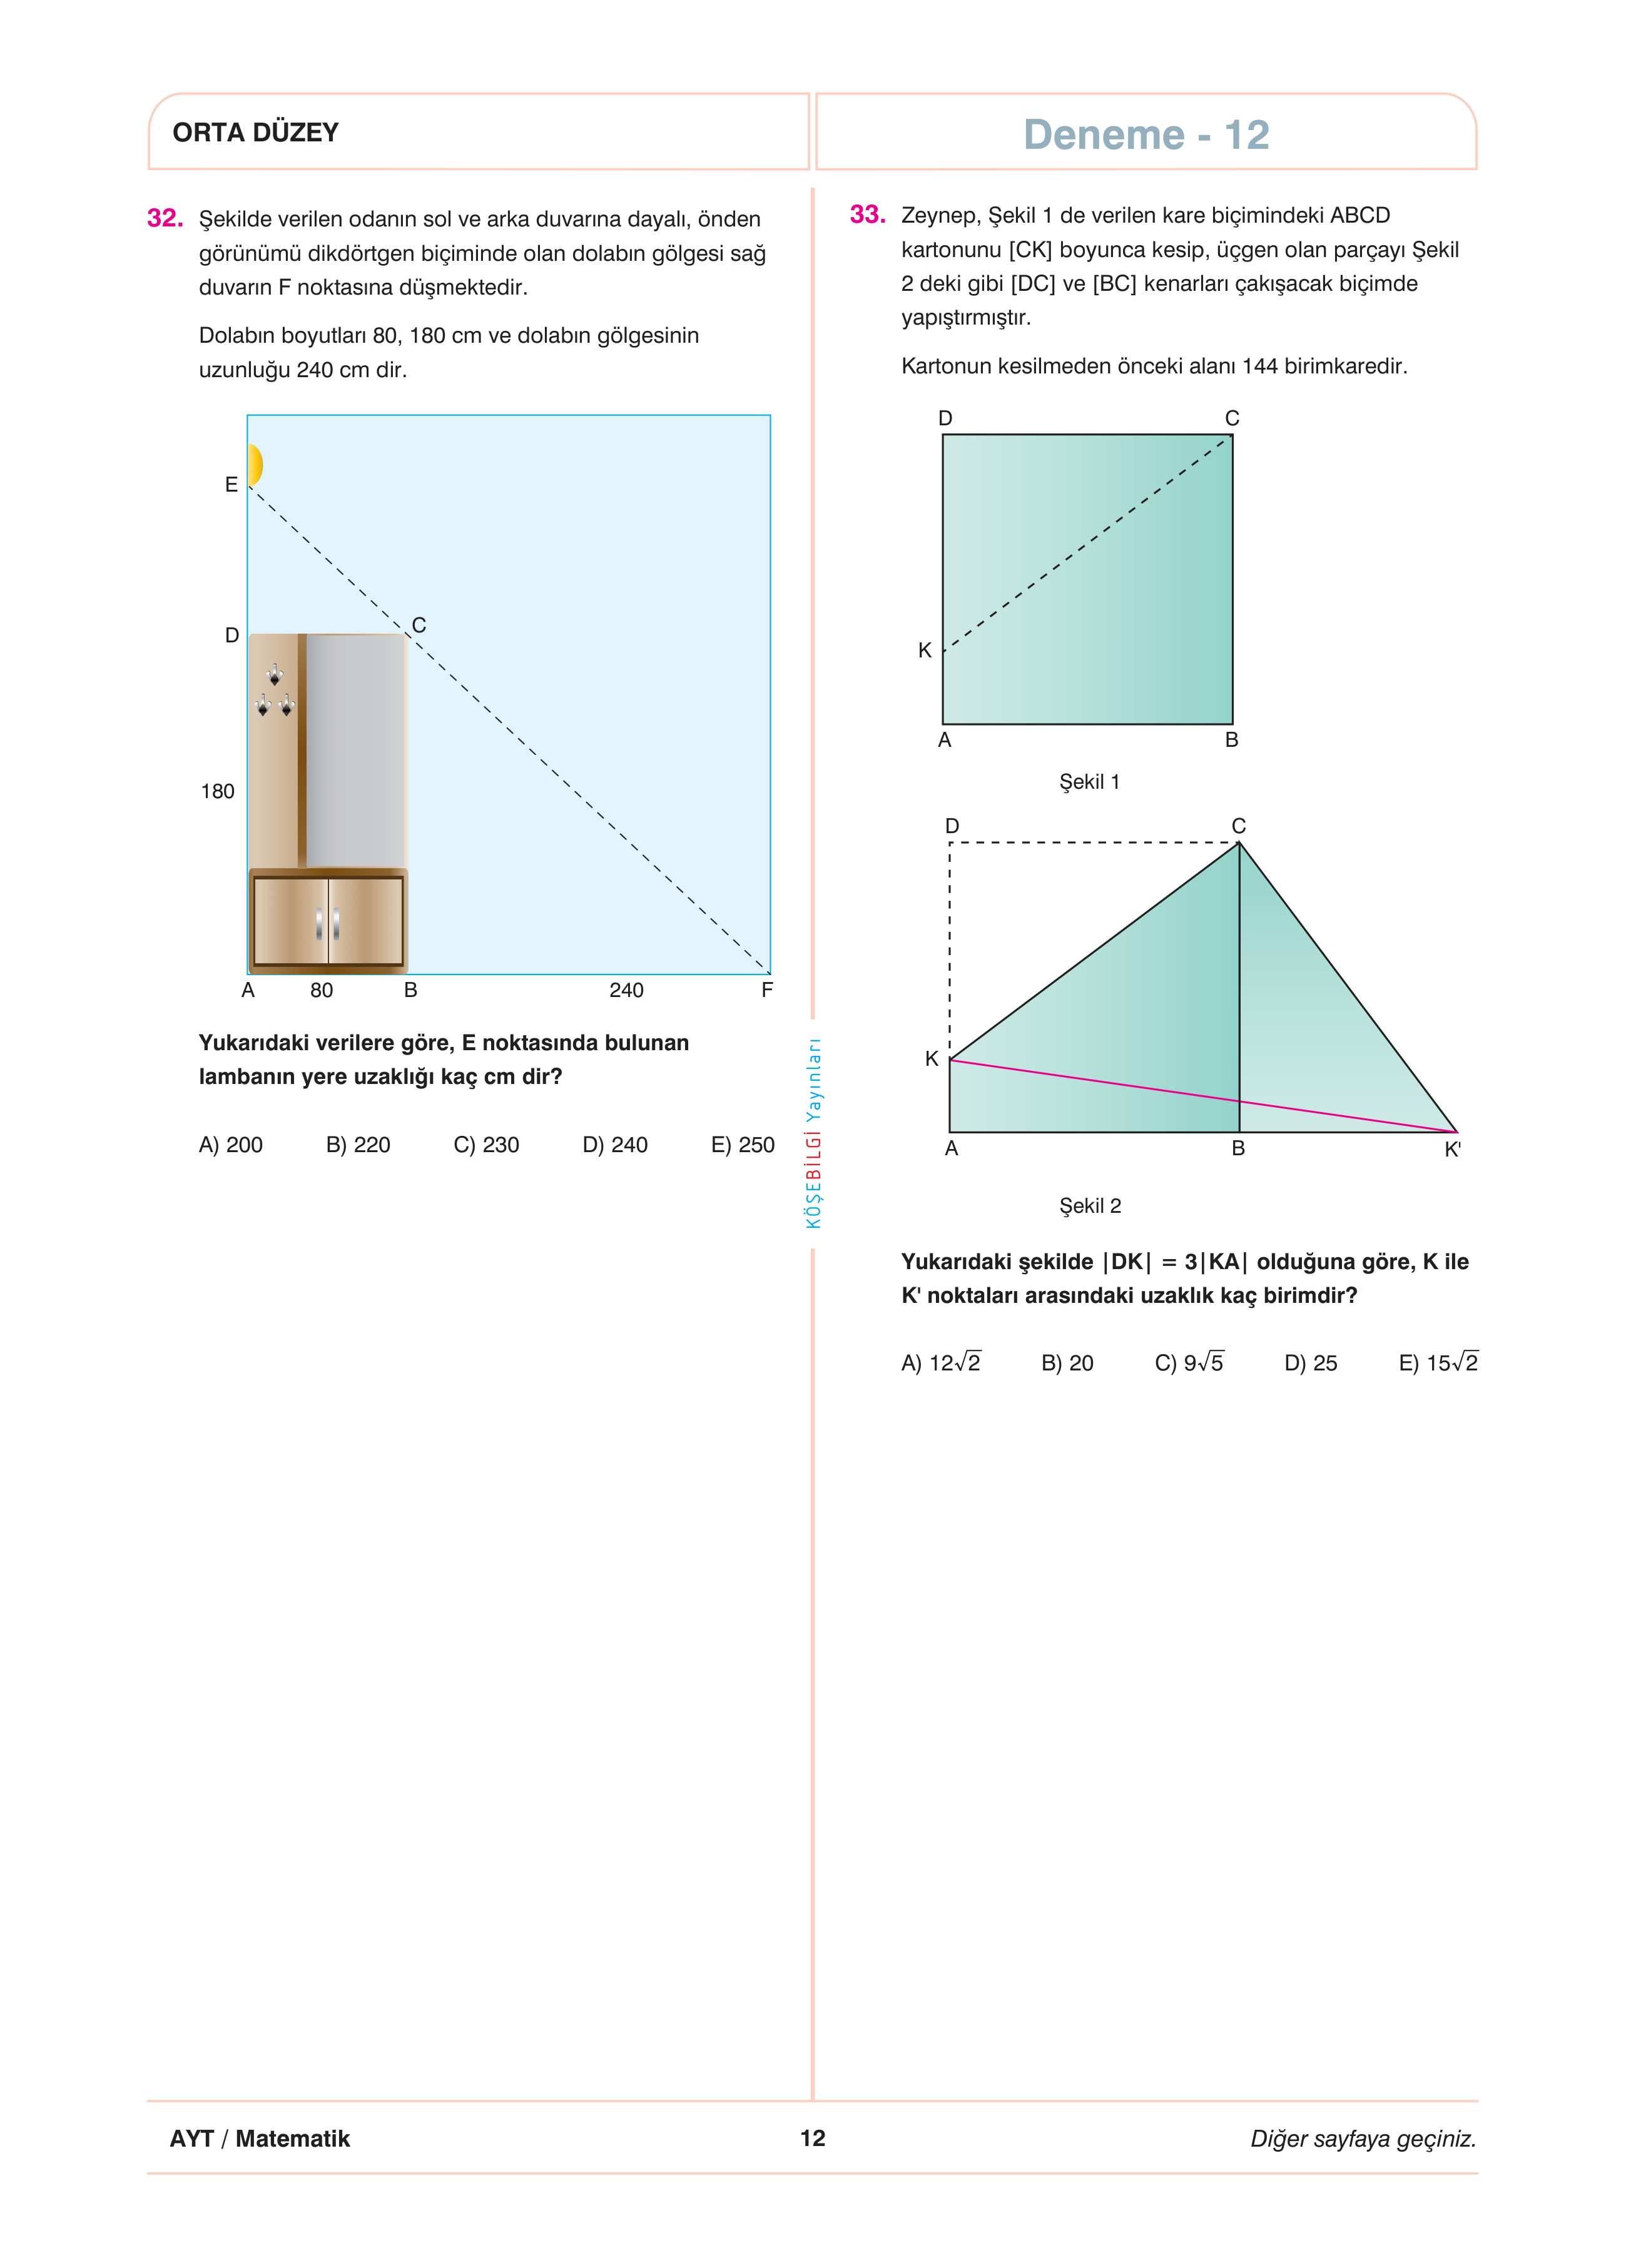 ORTA DÜZEY
Deneme - 12
32. Şekilde verilen odanın sol ve arka duvarına dayalı, önden
görünümü dikdörtgen biçiminde olan dolabın gölgesi sağ
duvarın F noktasına düşmektedir.
Dolabın boyutları 80, 180 cm ve dolabın gölgesinin
uzunluğu 240 cm dir.
E
D
C
180
A 80 B 240 F
Yukarıdaki verilere göre, E noktasında bulunan
lambanın yere uzaklığı kaç cm dir?
A) 200 B) 220 C) 230 D) 240 E) 250
KÖŞEBİLGİ Yayınları
33. Zeynep, Şekil 1 de verilen kare biçimindeki ABCD
kartonunu [CK] boyunca kesip, üçgen olan parçayı Şekil
2 deki gibi [DC] ve [BC] kenarları çakışacak biçimde
yapıştırmıştır.
Kartonun kesilmeden önceki alanı 144 birimkaredir.
D C
K
A B
Şekil 1
D C
K
A B K'
Şekil 2
Yukarıdaki şekilde |DK| = 3|KA| olduğuna göre, K ile
K' noktaları arasındaki uzaklık kaç birimdir?
A) 12√2 B) 20 C) 9√5 D) 25 E) 15√2
AYT / Matematik
12
Diğer sayfaya geçiniz.